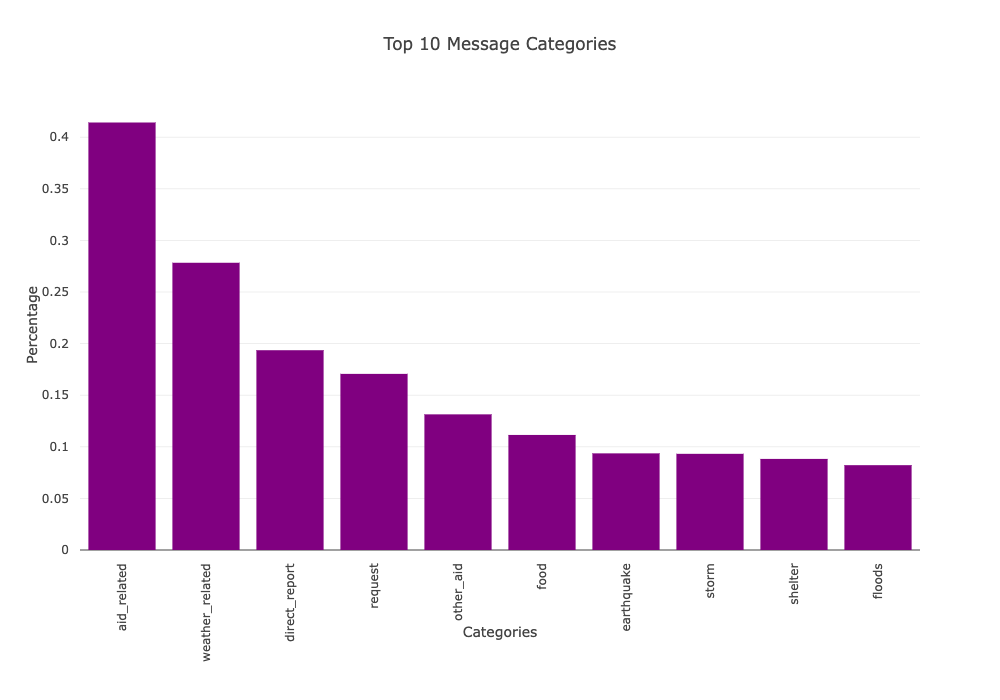 Top 10 Message Categories
Percentage
0.4
0.35
0.3
0.25
0.2
0.15
0.1
0.05
0
aid_related
weather_related
direct_report
request
other_aid
food
earthquake
storm
shelter
floods
Categories